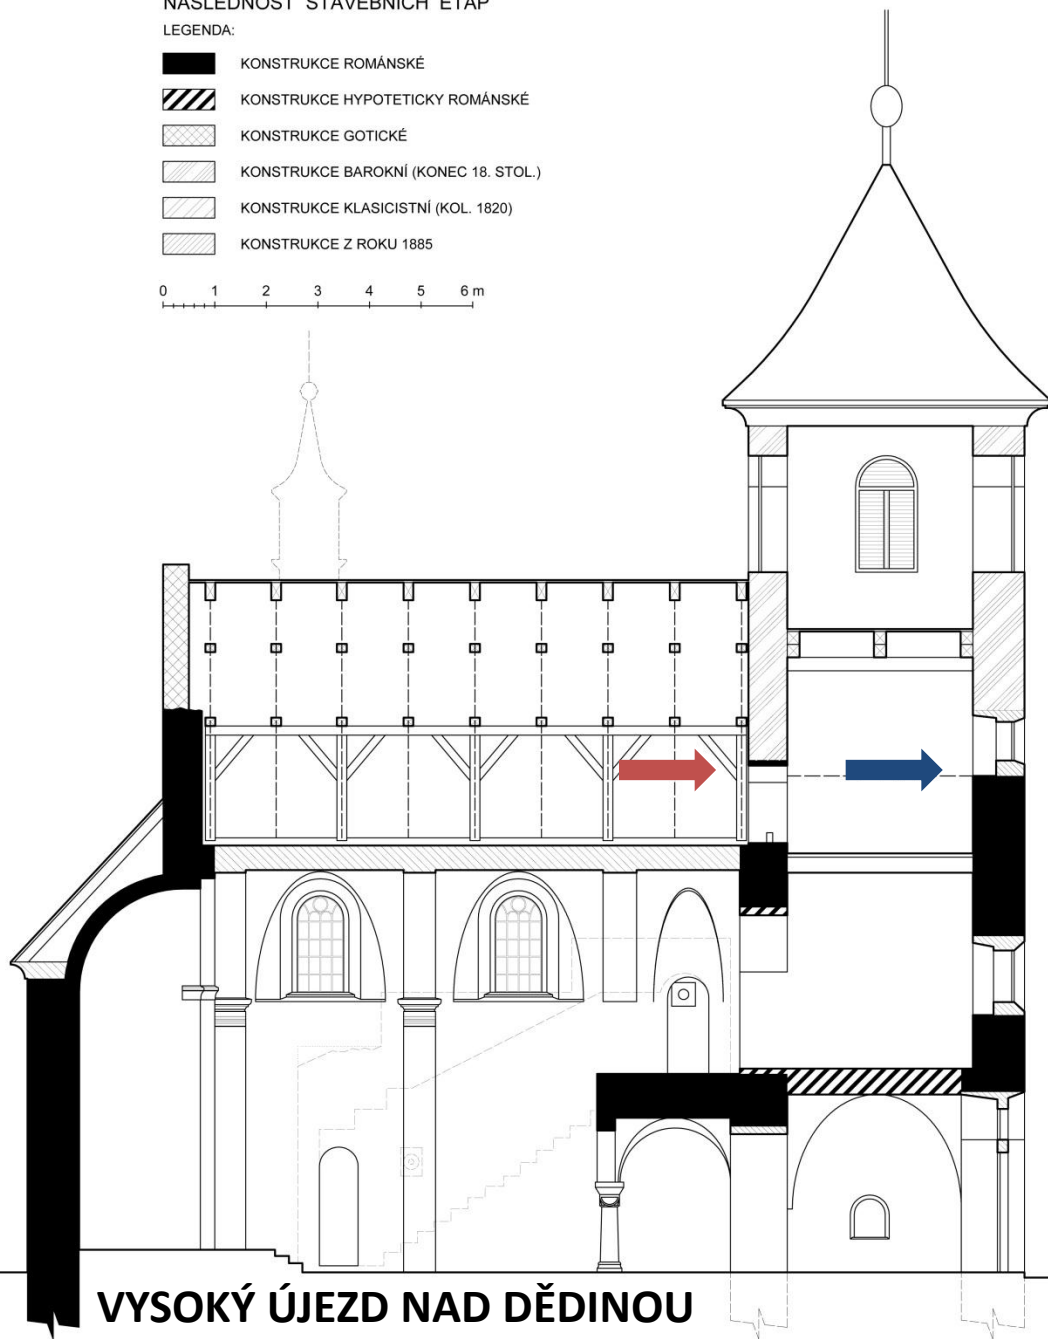 NÁSLEDNOST STAVEBNÍCH ETAP
LEGENDA:
KONSTRUKCE ROMÁNSKÉ
KONSTRUKCE HYPOTETICKY ROMÁNSKÉ
KONSTRUKCE GOTICKÉ
KONSTRUKCE BAROKNÍ (KONEC 18. STOL.)
KONSTRUKCE KLASICISTNÍ (KOL. 1820)
KONSTRUKCE Z ROKU 1885
0 1 2 3 4 5 6 m
VYSOKÝ ÚJEZD NAD DĚDINOU